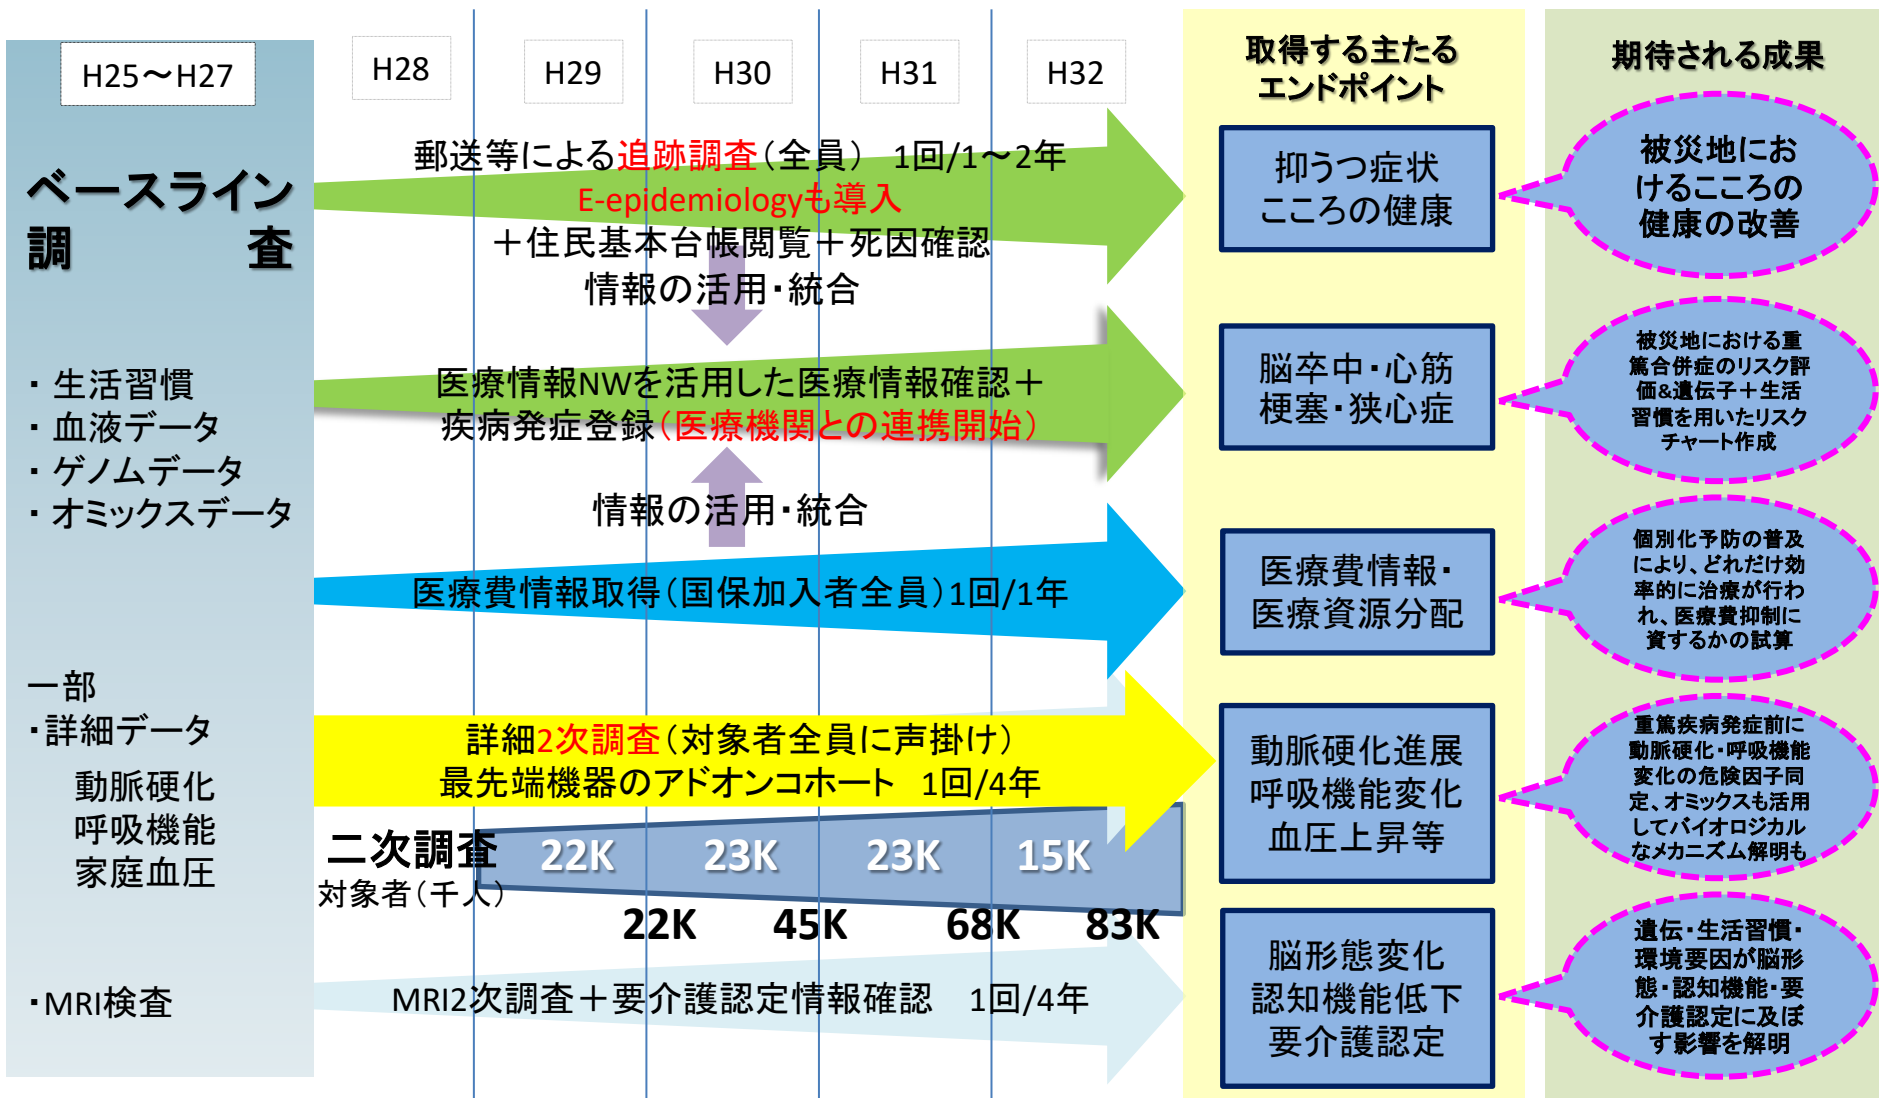 H25～H27
H28
H29
H30
H31
H32
取得する主たる
エンドポイント
期待される成果
ベースライン
調　　　査
・ 生活習慣
・ 血液データ
・ ゲノムデータ
・ オミックスデータ
一部
・詳細データ
動脈硬化
呼吸機能
家庭血圧
・MRI検査
郵送等による追跡調査（全員）　1回/1～2年
E-epidemiologyも導入
＋住民基本台帳閲覧＋死因確認
情報の活用・統合
医療情報NWを活用した医療情報確認＋
疾病発症登録（医療機関との連携開始）
情報の活用・統合
医療費情報取得（国保加入者全員）1回/1年
詳細2次調査（対象者全員に声掛け）
最先端機器のアドオンコホート　1回/4年
二次調査
対象者（千人）
22K
23K
23K
15K
22K
45K
68K
83K
MRI2次調査＋要介護認定情報確認　1回/4年
抑うつ症状
こころの健康
脳卒中・心筋
梗塞・狭心症
医療費情報・
医療資源分配
動脈硬化進展
呼吸機能変化
血圧上昇等
脳形態変化
認知機能低下
要介護認定
被災地にお
けるこころの
健康の改善
被災地における重
篤合併症のリスク評
価&遺伝子＋生活
習慣を用いたリスク
チャート作成
個別化予防の普及
により、どれだけ効
率的に治療が行わ
れ、医療費抑制に
資するかの試算
重篤疾病発症前に
動脈硬化・呼吸機能
変化の危険因子同
定、オミックスも活用
してバイオロジカル
なメカニズム解明も
遺伝・生活習慣・
環境要因が脳形
態・認知機能・要
介護認定に及ぼ
す影響を解明